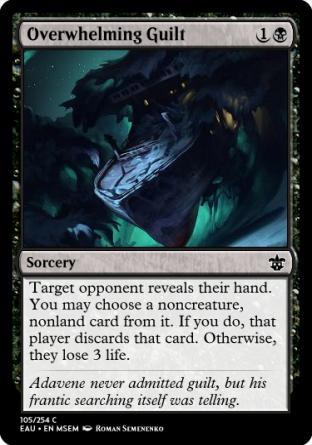 Overwhelming Guilt 1
Sorcery
Target opponent reveals their hand.
You may choose a noncreature,
nonland card from it. If you do, that
player discards that card. Otherwise,
they lose 3 life.
Adavene never admitted guilt, but his
frantic searching itself was telling.
105/254 C
EAU • EN MSEM Roman Semenenko